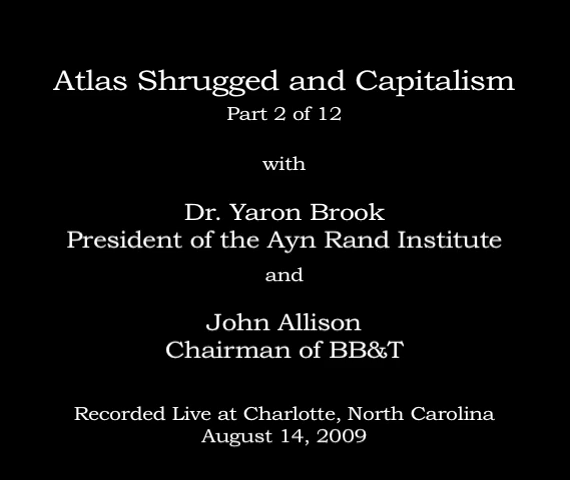 Atlas Shrugged and Capitalism
Part 2 of 12
with
Dr. Yaron Brook
President of the Ayn Rand Institute
and
John Allison
Chairman of BB&T
Recorded Live at Charlotte, North Carolina
August 14, 2009